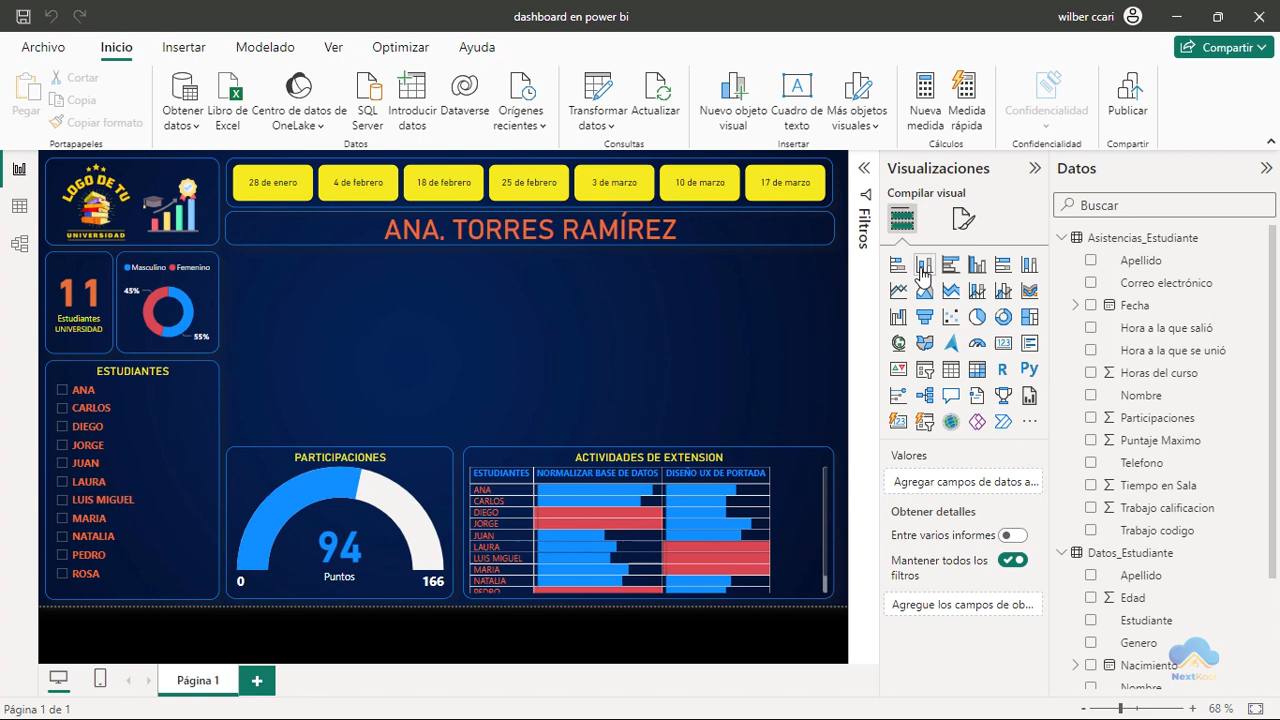 dashboard en power bi
wilber ccari
Archivo Inicio Insertar Modelado Ver Optimizar Ayuda
Compartir
Pegar
Cortar
Copia
Copiar formato
Portapapeles
Obtener datos
Libro de Excel
Centro de datos de OneLake
SQL Server
Introducir datos
Dataverse
Orígenes recientes
Datos
Transformar datos
Actualizar
Consultas
Nuevo objeto visual
Cuadro de texto
Más objetos visuales
Insertar
Nueva medida
Medida rápida
Cálculos
Confidencialidad
Confidencialidad
Publicar
Compartir
LOGO DE TU
UNIVERSIDAD
28 de enero
4 de febrero
18 de febrero
25 de febrero
3 de marzo
10 de marzo
17 de marzo
ANA, TORRES RAMÍREZ
11
Estudiantes
UNIVERSIDAD
Masculino Femenino
45%
55%
ESTUDIANTES
ANA
CARLOS
DIEGO
JORGE
JUAN
LAURA
LUIS MIGUEL
MARIA
NATALIA
PEDRO
ROSA
PARTICIPACIONES
94
Puntos
0
166
ACTIVIDADES DE EXTENSION
ESTUDIANTES NORMALIZAR BASE DE DATOS DISEÑO UX DE PORTADA
ANA
CARLOS
DIEGO
JORGE
JUAN
LAURA
LUIS MIGUEL
MARIA
NATALIA
PEDRO
Filtros
Visualizaciones
Compilar visual
R
Py
123
Valores
Agregar campos de datos a...
Obtener detalles
Entre varios informes
Mantener todos los
filtros
Agregue los campos de ob...
Datos
Buscar
Asistencias_Estudiante
Apellido
Correo electrónico
Fecha
Hora a la que salió
Hora a la que se unió
Horas del curso
Nombre
Participaciones
Puntaje Maximo
Telefono
Tiempo en Sala
Trabajo calificacion
Trabajo codigo
Datos_Estudiante
Apellido
Edad
Estudiante
Genero
Nacimiento
Nombre
NextKoci
Página 1
Página 1 de 1
68 %